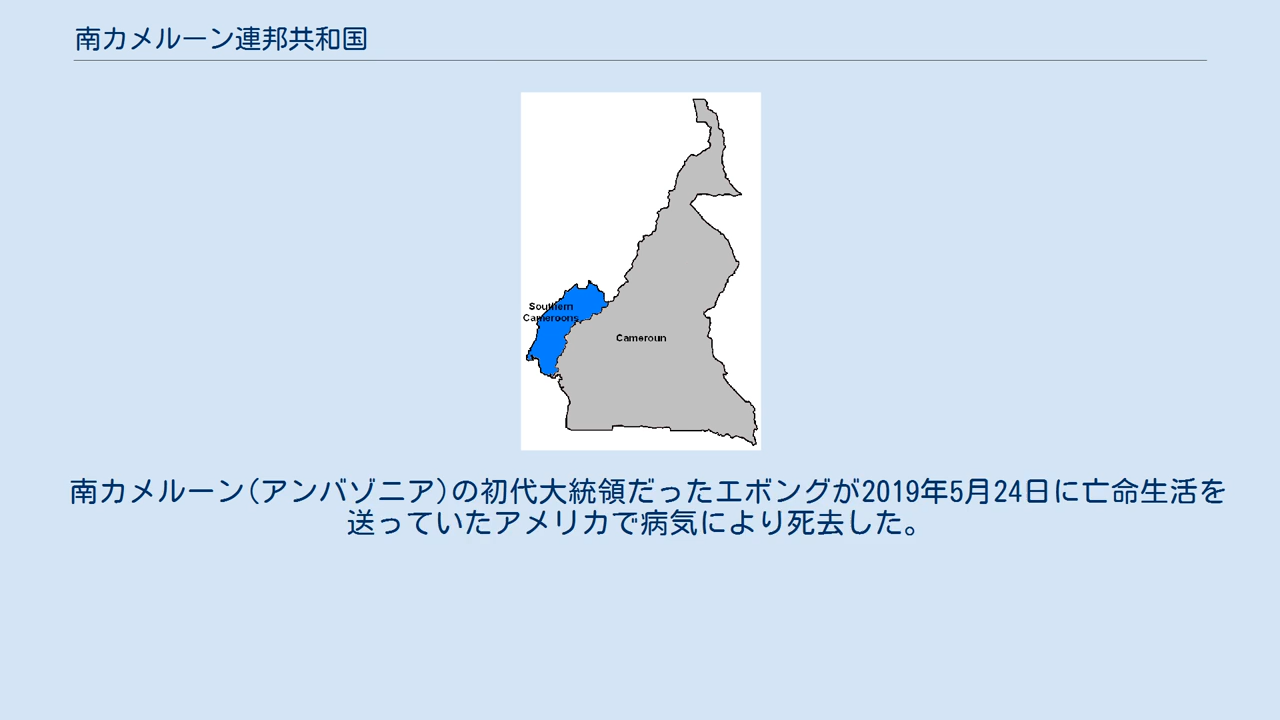 南カメルーン連邦共和国
Southern
Cameroons
Cameroun
南カメルーン(アンバゾニア)の初代大統領だったエボングが2019年5月24日に亡命生活を
送っていたアメリカで病気により死去した。